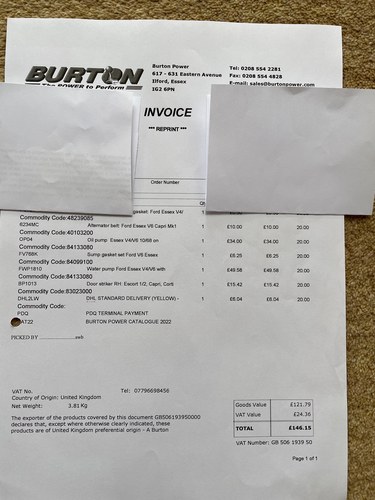 BURTON
The POWER to Perform
Burton Power
617 - 631 Eastern Avenue
Ilford, Essex
IG2 6PN
Tel: 0208 554 2281
Fax: 0208 554 4828
E-mail: sales@burtonpower.com
INVOICE
*** REPRINT ***
Order Number
gasket: Ford Essex V4/ 1
Commodity Code:48239085
6234MC Alternator belt: Ford Essex V6 Capri Mk1 1 £10.00 £10.00 20.00
Commodity Code:40103200
OP04 Oil pump Essex V4/V6 10/68 on 1 £34.00 £34.00 20.00
Commodity Code:84133080
FV788K Sump gasket set Ford V6 Essex 1 £6.25 £6.25 20.00
Commodity Code:84099100
FWP1810 Water pump Ford Essex V4/V6 with 1 £49.58 £49.58 20.00
Commodity Code:84133080
BP1013 Door striker RH Escort 1/2, Capri, Corti 1 £15.42 £15.42 20.00
Commodity Code:83023000
DHL2LW DHL STANDARD DELIVERY (YELLOW) - 1 £6.04 £6.04 20.00
Commodity Code:
PDQ PDQ TERMINAL PAYMENT
AT22 BURTON POWER CATALOGUE 2022
PICKED BY
VAT No. Tel: 07796698456
Country of Origin: United Kingdom
Net Weight: 3.81 Kg
The exporter of the products covered by this document GB506193950000
declares that, except where otherwise clearly indicated, these
products are of United Kingdom preferential origin - A Burton
Goods Value £121.79
VAT Value £24.36
TOTAL £146.15
VAT Number: GB 506 1939 50
Page 1 of 1